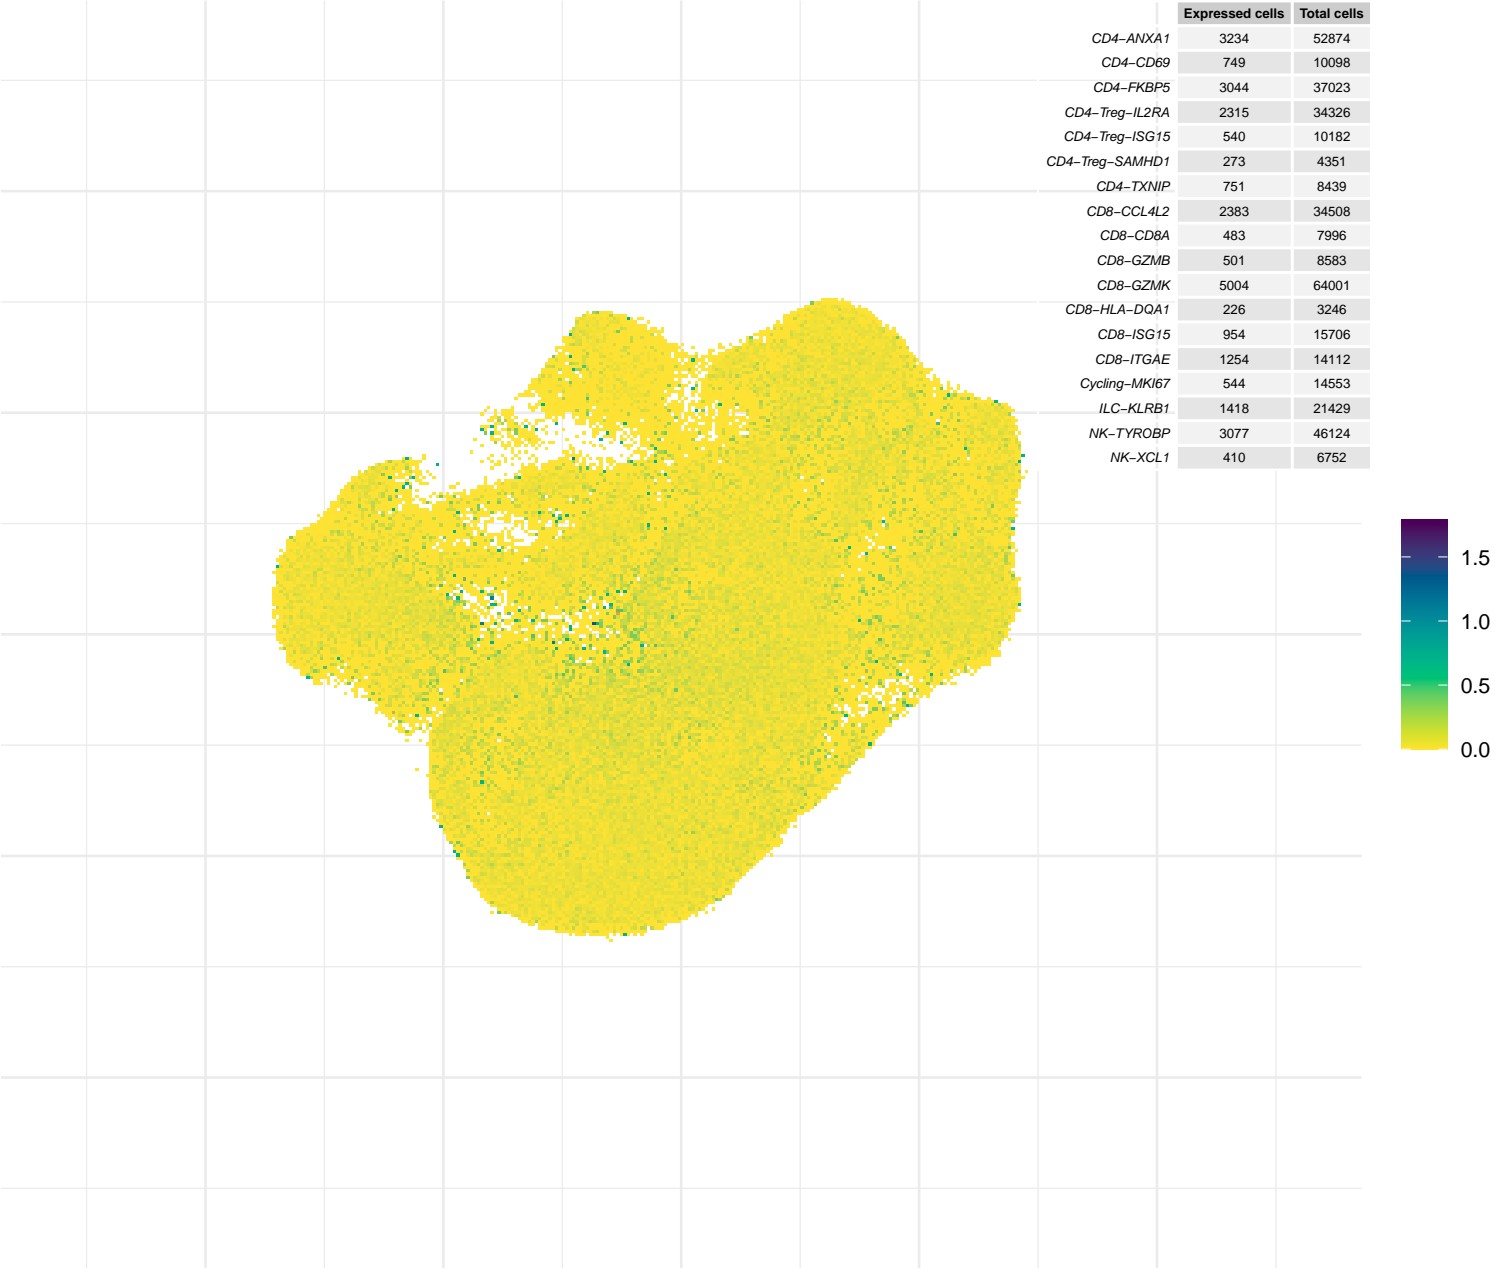 Expressed cells Total cells
CD4−ANXA1 3234 52874
CD4−CD69 749 10098
CD4−FKBP5 3044 37023
CD4−Treg−IL2RA 2315 34326
CD4−Treg−ISG15 540 10182
CD4−Treg−SAMHD1 273 4351
CD4−TXNIP 751 8439
CD8−CCL4L2 2383 34508
CD8−CD8A 483 7996
CD8−GZMB 501 8583
CD8−GZMK 5004 64001
CD8−HLA−DQA1 226 3246
CD8−ISG15 954 15706
CD8−ITGAE 1254 14112
Cycling−MKI67 544 14553
ILC−KLRB1 1418 21429
NK−TYROBP 3077 46124
NK−XCL1 410 6752
1.5
1.0
0.5
0.0